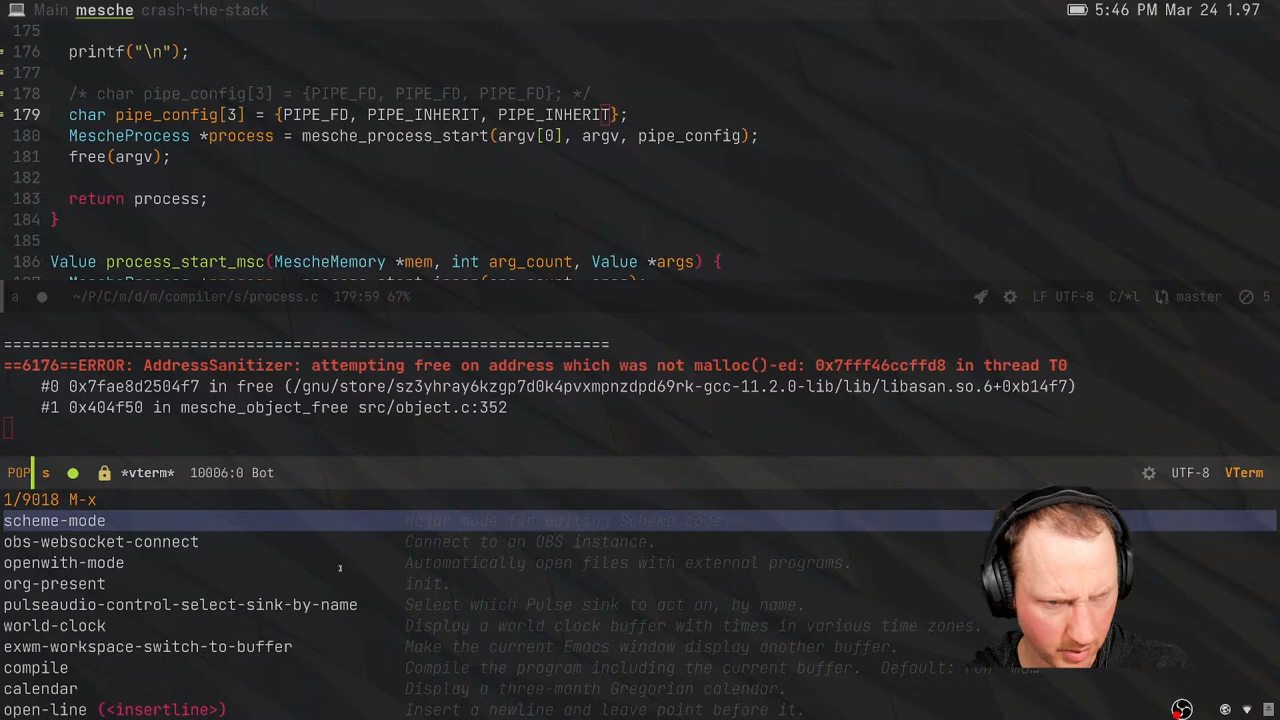 Main mesche crash-the-stack
5:46 PM Mar 24 1.97
175
176 printf("\n");
177
178 /* char pipe_config[3] = {PIPE_FD, PIPE_FD, PIPE_FD}; */
179 char pipe_config[3] = {PIPE_FD, PIPE_INHERIT, PIPE_INHERIT};
180 MescheProcess *process = mesche_process_start(argv[0], argv, pipe_config);
181 free(argv);
182
183 return process;
184 }
185
186 Value process_start_msc(MescheMemory *mem, int arg_count, Value *args) {
a ~/P/C/m/d/m/compiler/s/process.c 179:59 67% LF UTF-8 C/*l master 5
=================================================================
==6176==ERROR: AddressSanitizer: attempting free on address which was not malloc()-ed: 0x7fff46ccffd8 in thread T0
#0 0x7fae8d2504f7 in free (/gnu/store/sz3yhray6kzgp7d0k4pvxmpnzdpd69rk-gcc-11.2.0-lib/lib/libasan.so.6+0xb14f7)
#1 0x404f50 in mesche_object_free src/object.c:352
POP s *vterm* 10006:0 Bot UTF-8 VTerm
1/9018 M-x
scheme-mode Major mode for editing Scheme code.
obs-websocket-connect Connect to an OBS instance.
openwith-mode Automatically open files with external programs.
org-present init.
pulseaudio-control-select-sink-by-name Select which Pulse sink to act on, by name.
world-clock Display a world clock buffer with times in various time zones.
exwm-workspace-switch-to-buffer Make the current Emacs window display another buffer.
compile Compile the program including the current buffer. Default: run
calendar Display a three-month Gregorian calendar.
open-line (<insertline>) Insert a newline and leave point before it.